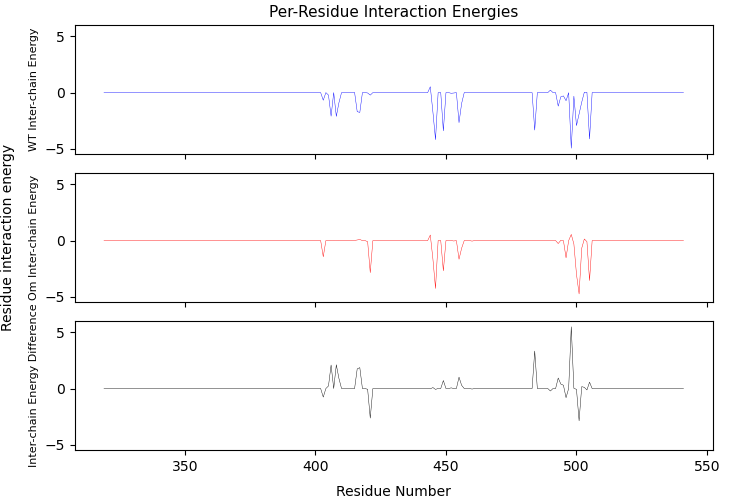 Per-Residue Interaction Energies
Residue interaction energy
WT Inter-chain Energy
5
0
−5
Om Inter-chain Energy
5
0
−5
Inter-chain Energy Difference
5
0
−5
350
400
450
500
550
Residue Number